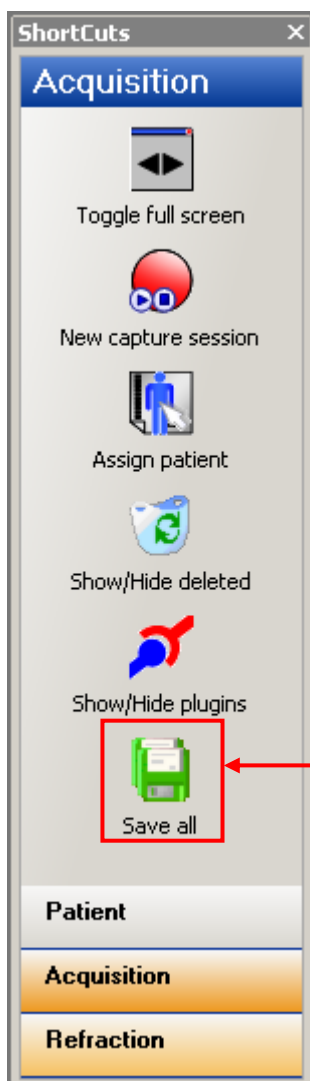 ShortCuts
Acquisition
Toggle full screen
New capture session
Assign patient
Show/Hide deleted
Show/Hide plugins
Save all
Patient
Acquisition
Refraction